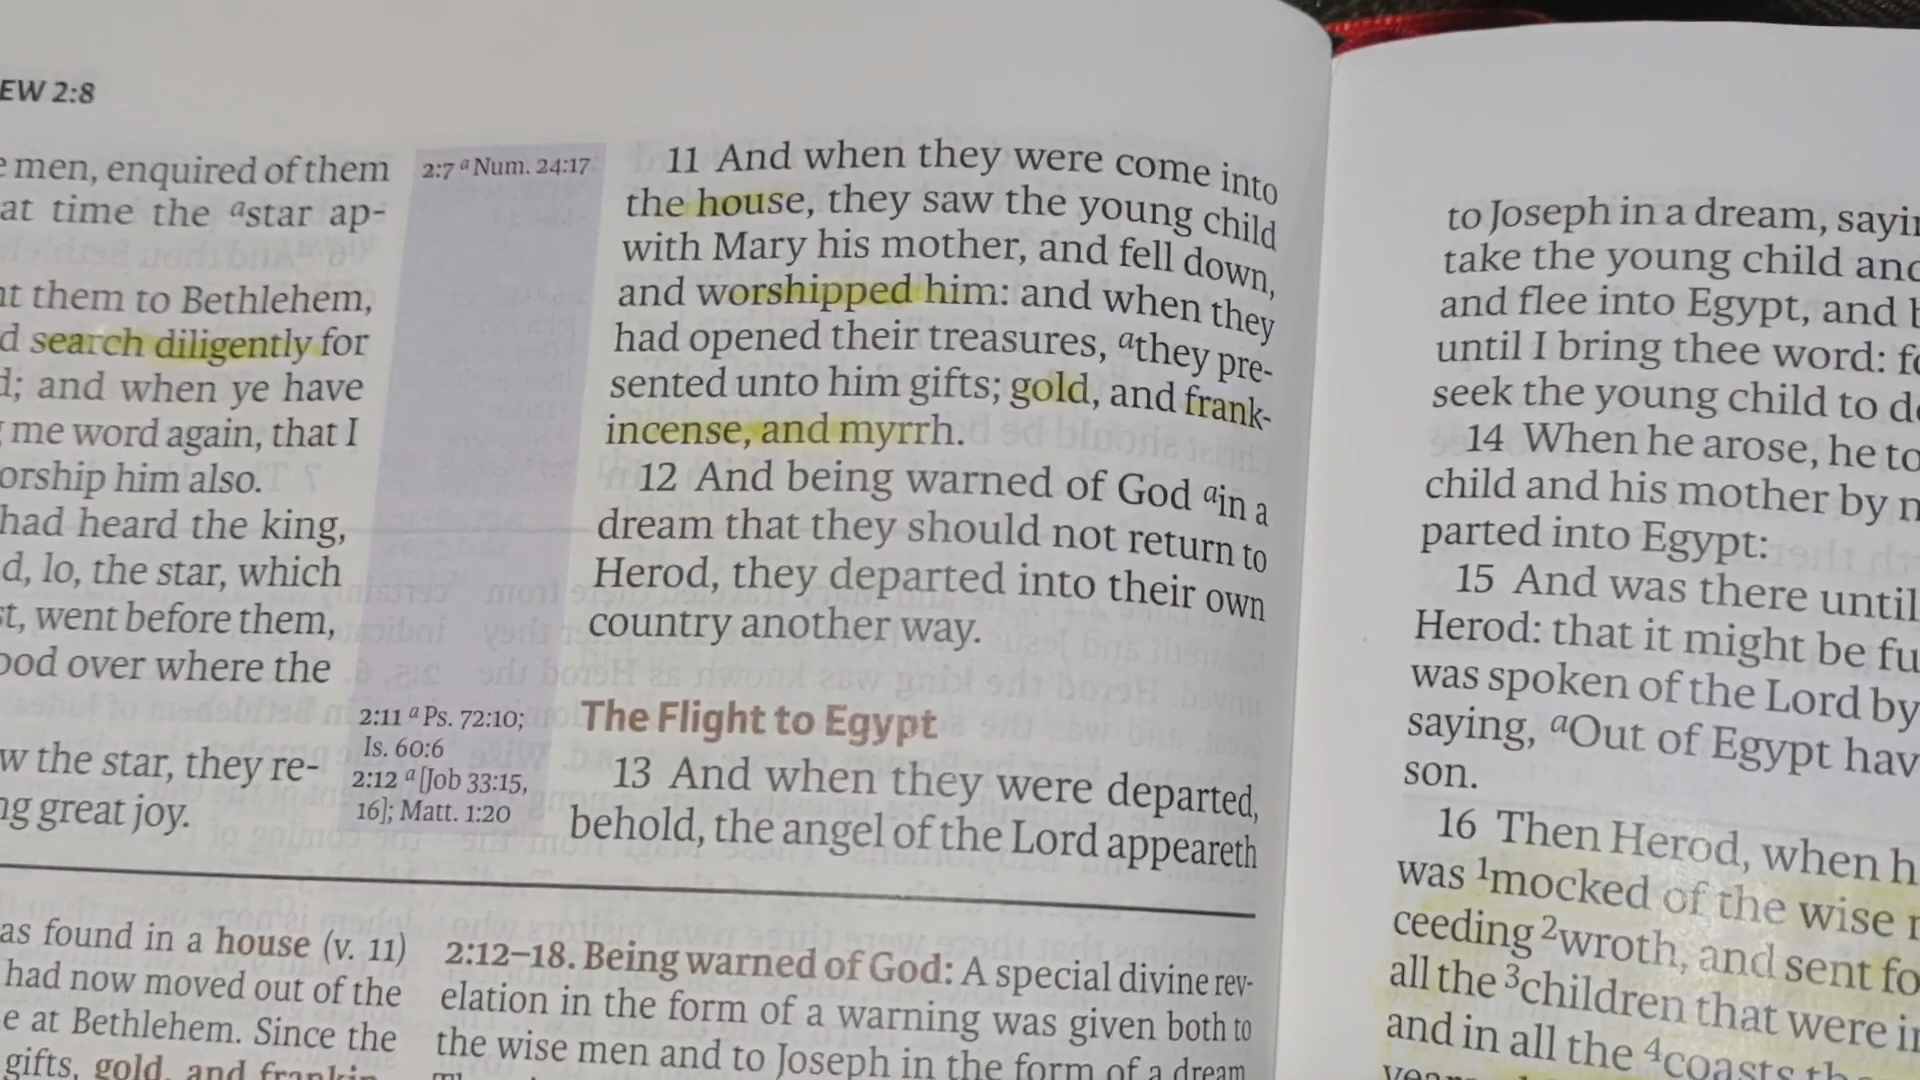 EW 2:8
men, enquired of them
at time the ᵃstar ap-
them to Bethlehem,
search diligently for
and when ye have
me word again, that I
him also.
had heard the king,
lo, the star, which
went before them,
over where the
the star, they re-
great joy.
2:7 ᵃ Num. 24:17
2:11 ᵃ Ps. 72:10;
Is. 60:6
2:12 ᵃ [Job 33:15,
16]; Matt. 1:20
11 And when they were come into
the house, they saw the young child
with Mary his mother, and fell down,
and worshipped him: and when they
had opened their treasures, ᵃthey pre-
sented unto him gifts; gold, and frank-
incense, and myrrh.
12 And being warned of God ᵃin a
dream that they should not return to
Herod, they departed into their own
country another way.
The Flight to Egypt
13 And when they were departed,
behold, the angel of the Lord appeareth
as found in a house (v. 11)
had now moved out of the
e at Bethlehem. Since the
gifts, gold, and frankin
2:12–18. Being warned of God: A special divine rev-
elation in the form of a warning was given both to
the wise men and to Joseph in the form of a dream
to Joseph in a dream, sayin
take the young child and
and flee into Egypt, and b
until I bring thee word: fo
seek the young child to de
14 When he arose, he to
child and his mother by n
parted into Egypt:
15 And was there until
Herod: that it might be fu
was spoken of the Lord by
saying, ᵃOut of Egypt hav
son.
16 Then Herod, when h
was ¹mocked of the wise
ceeding ²wroth, and sent fo
all the ³children that were in
and in all the ⁴coasts